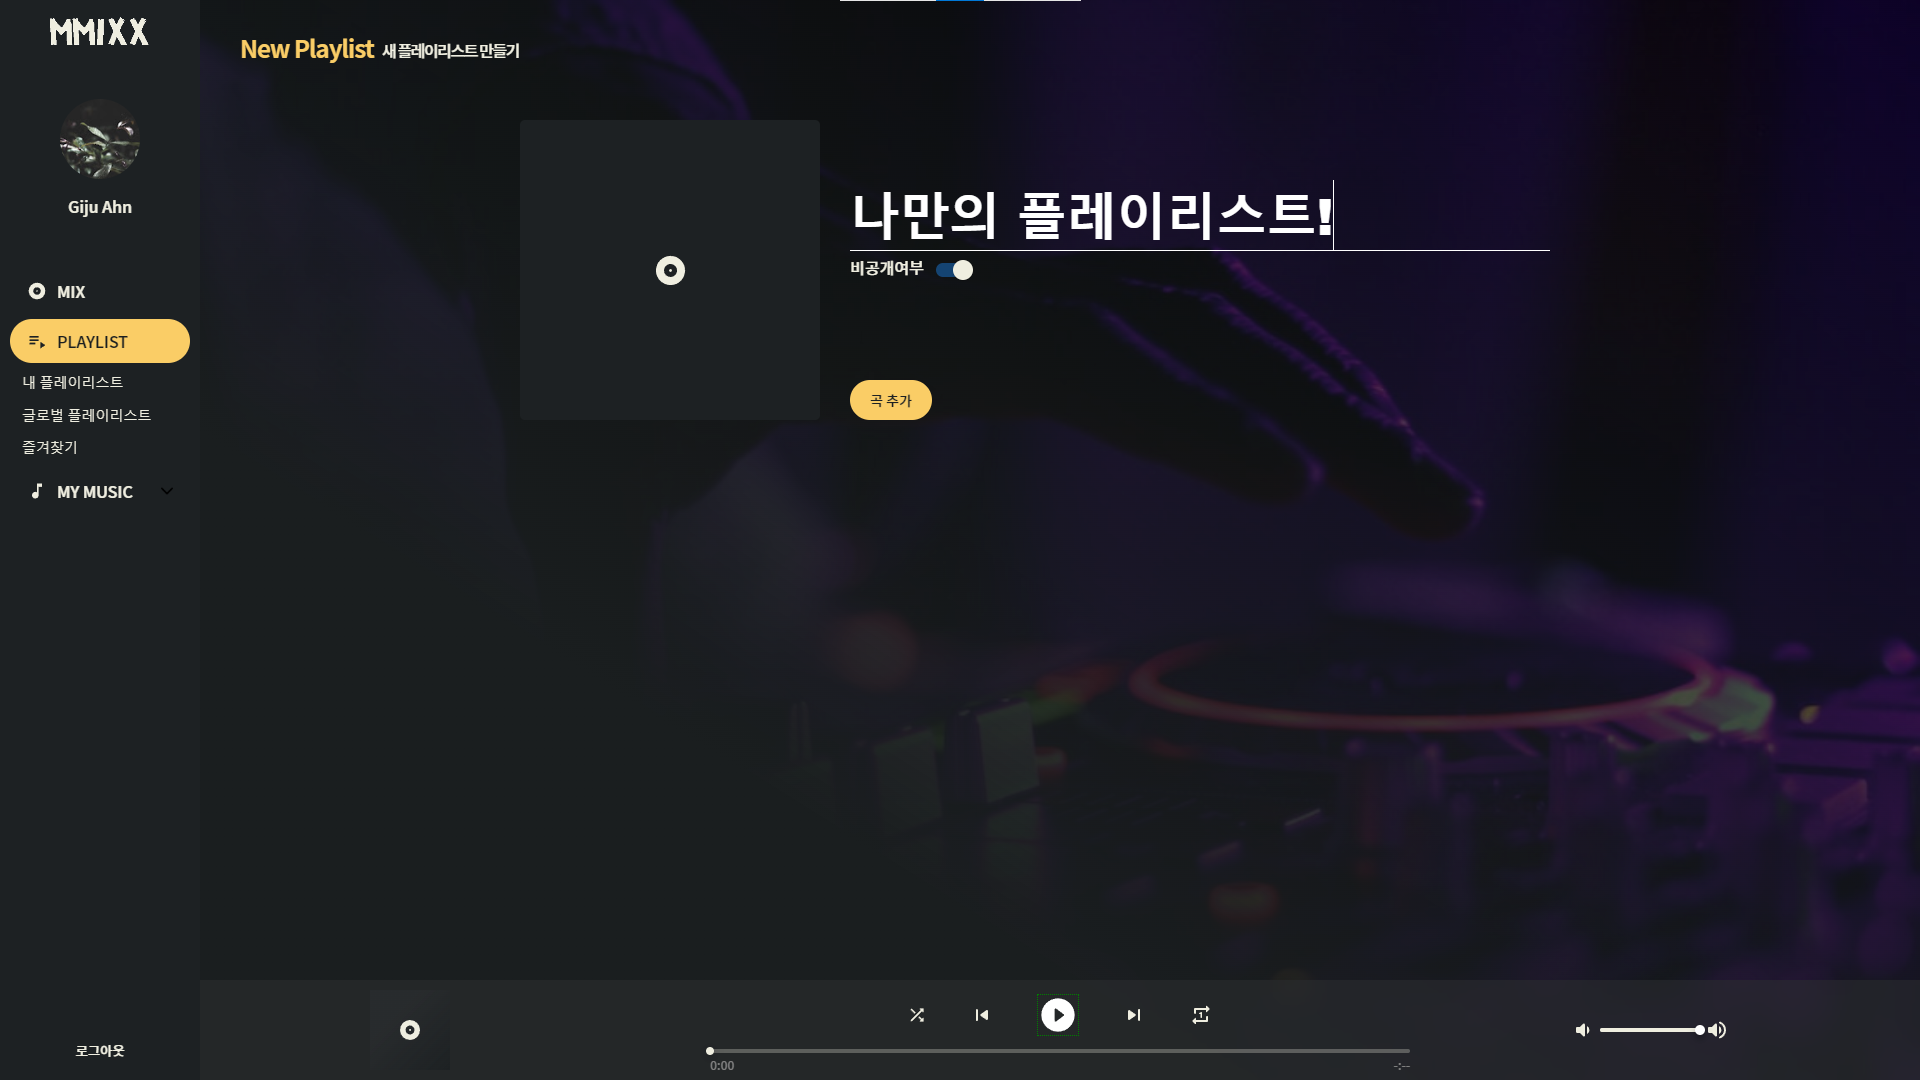 MMIXX
New Playlist 새 플레이리스트 만들기
Giju Ahn
MIX
PLAYLIST
내 플레이리스트
글로벌 플레이리스트
즐겨찾기
MY MUSIC
로그아웃
나만의 플레이리스트!
비공개여부
곡 추가
1
0:00
-:--